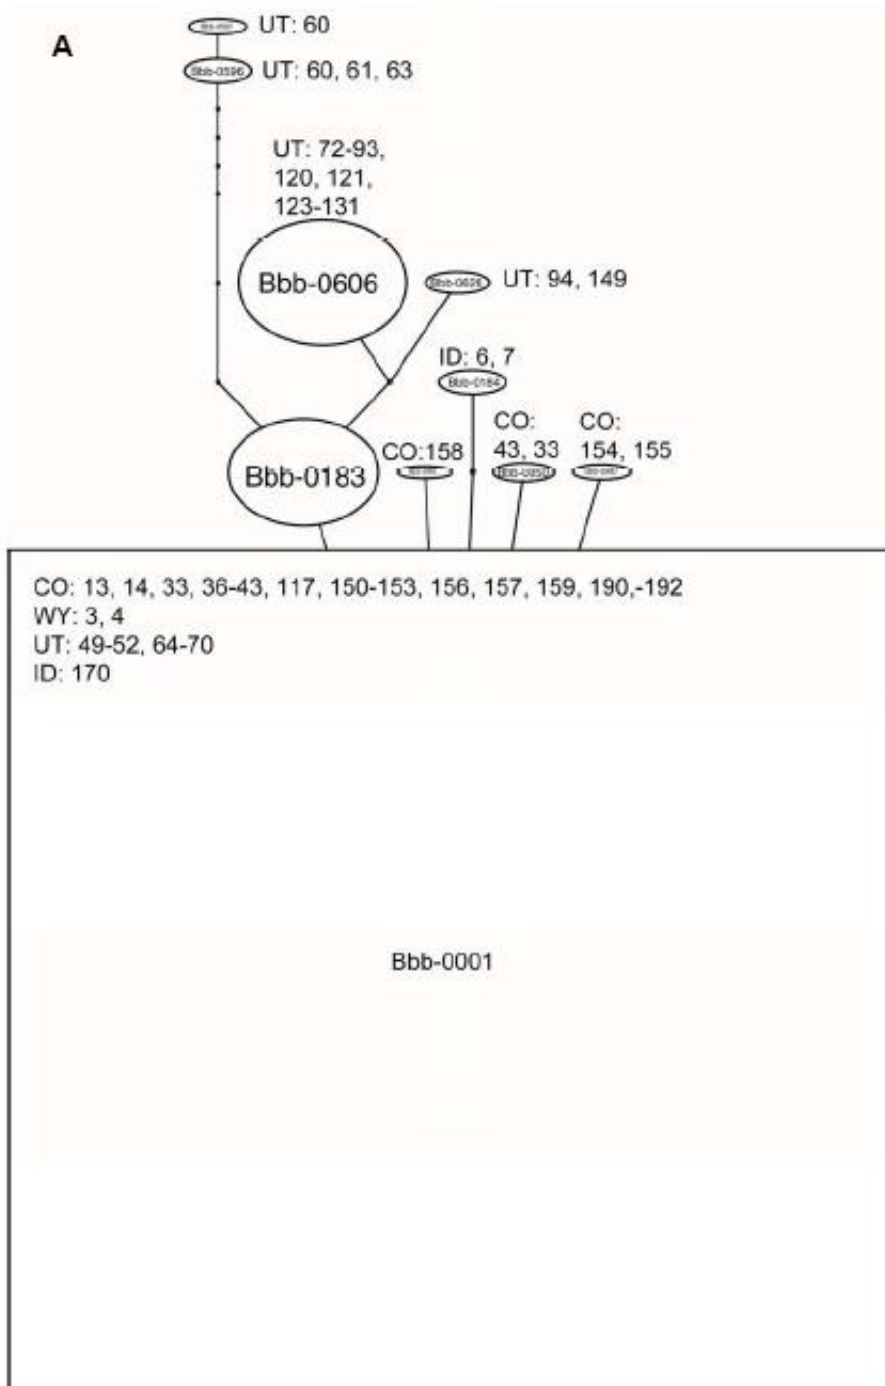 A
UT: 60
Bbb-0596
UT: 60, 61, 63
UT: 72-93,
120, 121,
123-131
Bbb-0606
Bbb-0626
UT: 94, 149
ID: 6, 7
Bbb-0184
CO:
43, 33
CO:
154, 155
CO:158
Bbb-0183
CO: 13, 14, 33, 36-43, 117, 150-153, 156, 157, 159, 190,-192
WY: 3, 4
UT: 49-52, 64-70
ID: 170
Bbb-0001